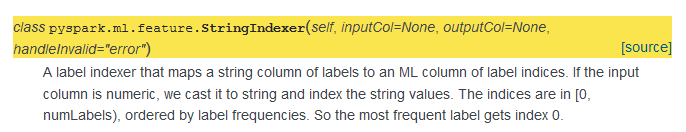 class pyspark.ml.feature.StringIndexer(self, inputCol=None, outputCol=None,
handleInvalid="error") [source]
A label indexer that maps a string column of labels to an ML column of label indices. If the input
column is numeric, we cast it to string and index the string values. The indices are in [0,
numLabels), ordered by label frequencies. So the most frequent label gets index 0.